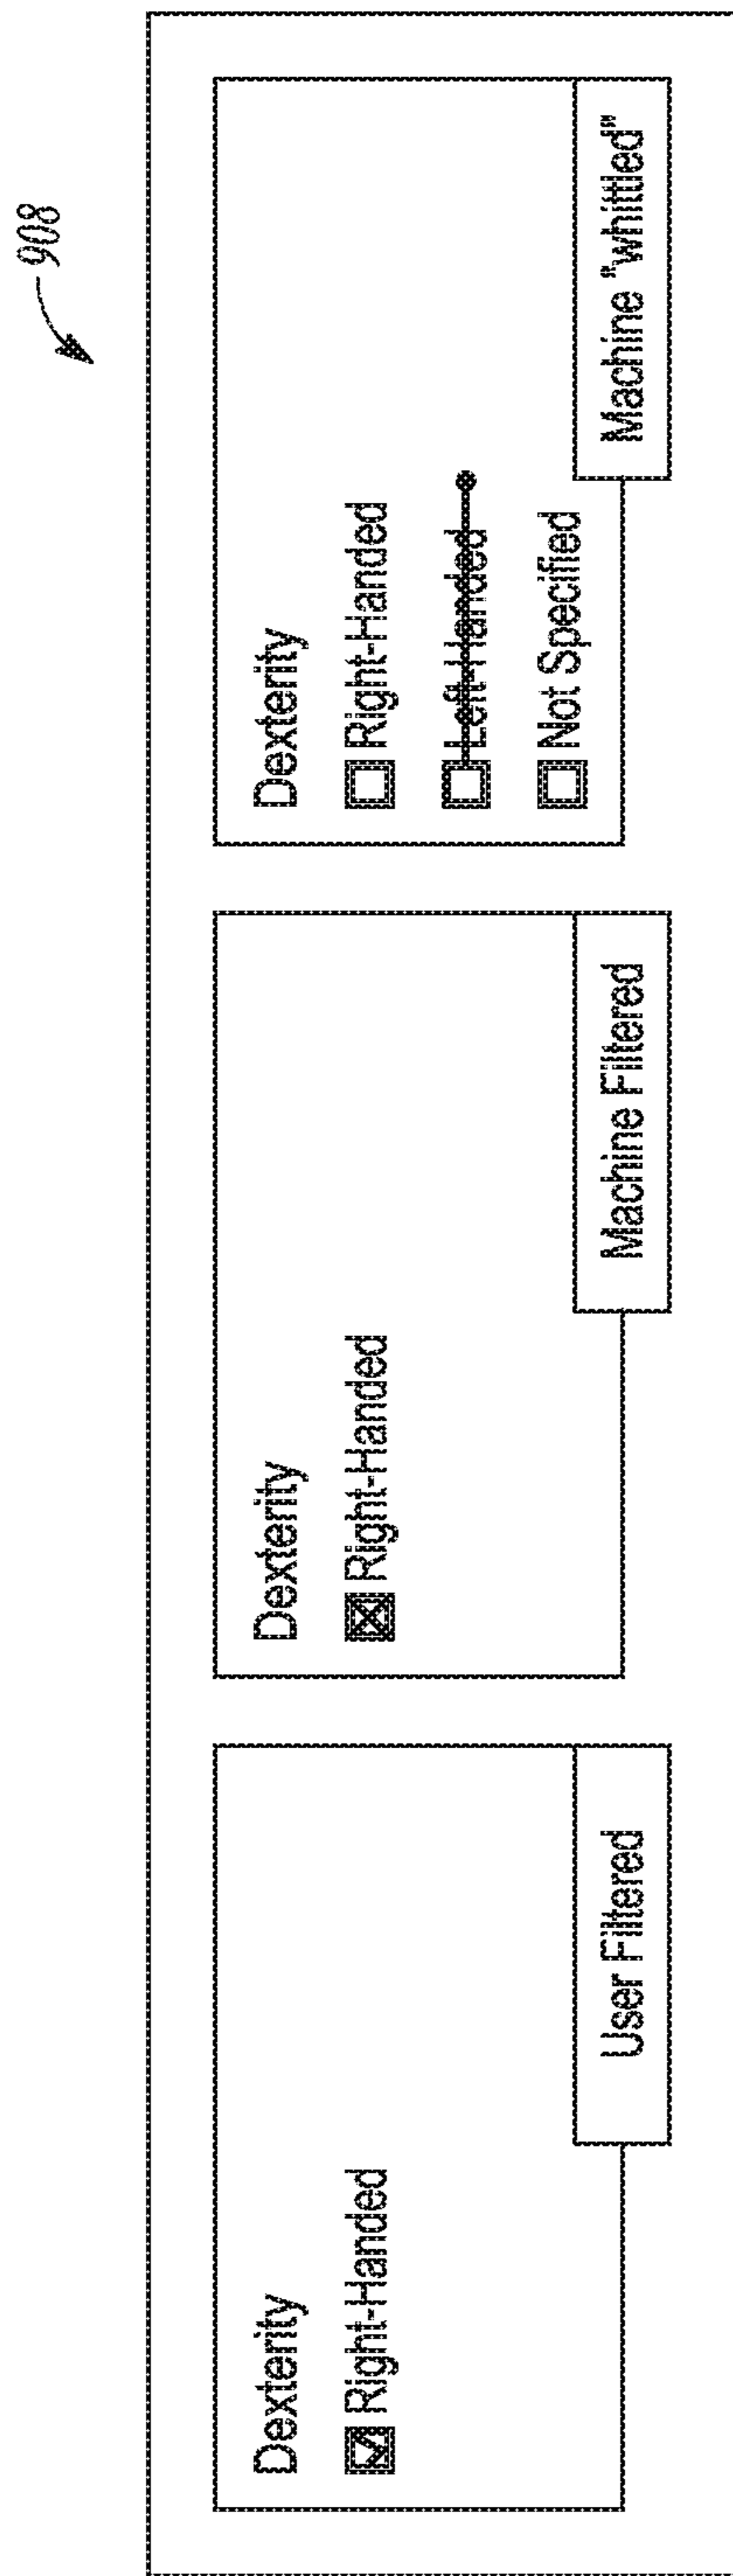 908
Dexterity
Right-Handed
User Filtered
Dexterity
Right-Handed
Machine Filtered
Dexterity
Right-Handed
Left-Handed
Not Specified
Machine "whittled"